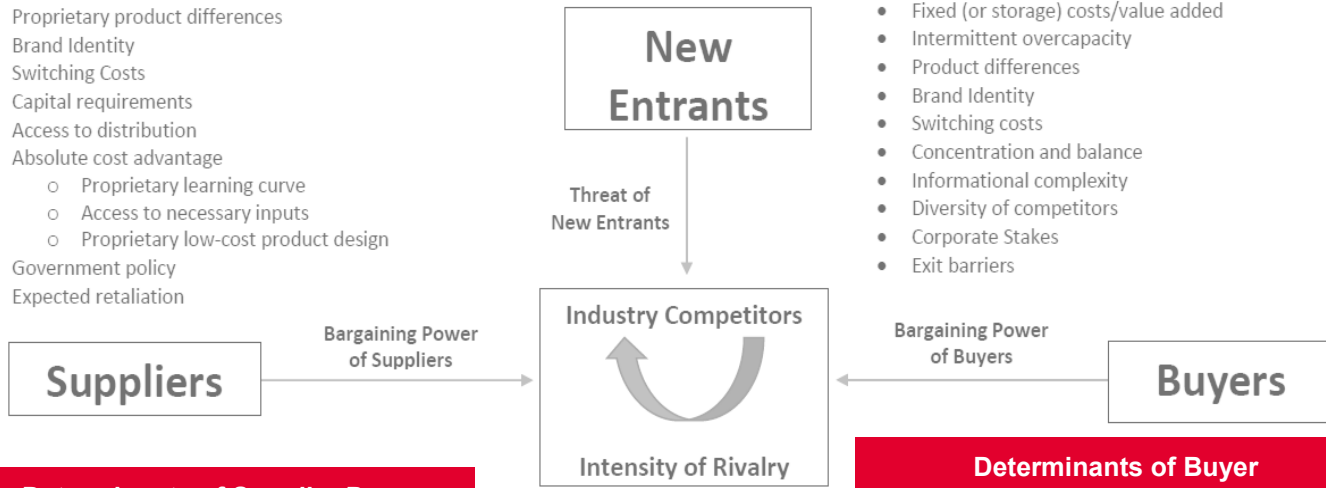 Proprietary product differences
Brand Identity
Switching Costs
Capital requirements
Access to distribution
Absolute cost advantage
○ Proprietary learning curve
○ Access to necessary inputs
○ Proprietary low-cost product design
Government policy
Expected retaliation
New
Entrants
• Fixed (or storage) costs/value added
• Intermittent overcapacity
• Product differences
• Brand Identity
• Switching costs
• Concentration and balance
• Informational complexity
• Diversity of competitors
• Corporate Stakes
• Exit barriers
Threat of
New Entrants
Suppliers
Bargaining Power
of Suppliers
Industry Competitors
Intensity of Rivalry
Bargaining Power
of Buyers
Buyers
Determinants of Buyer